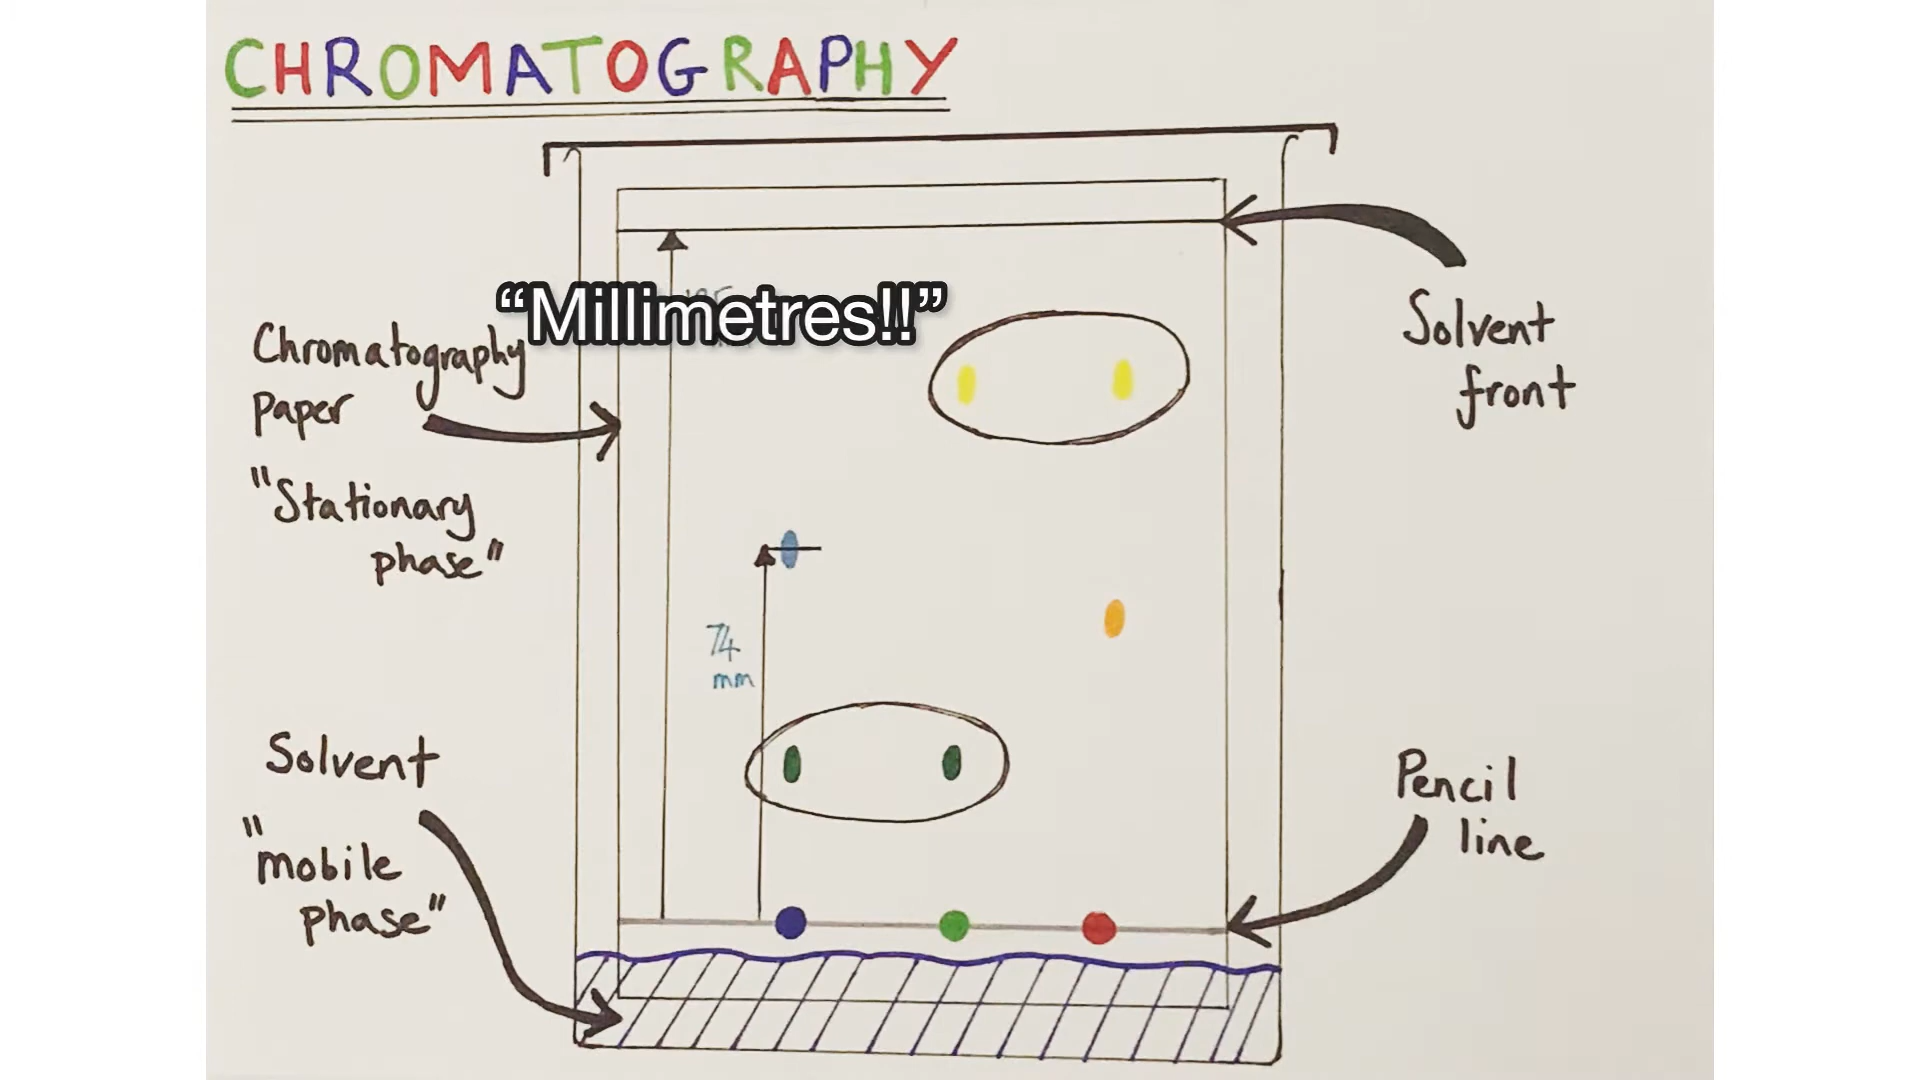 CHROMATOGRAPHY
“Millimetres!!”
Chromatography
paper
"Stationary
phase"
Solvent
front
74
mm
Solvent
"mobile
phase"
Pencil
line